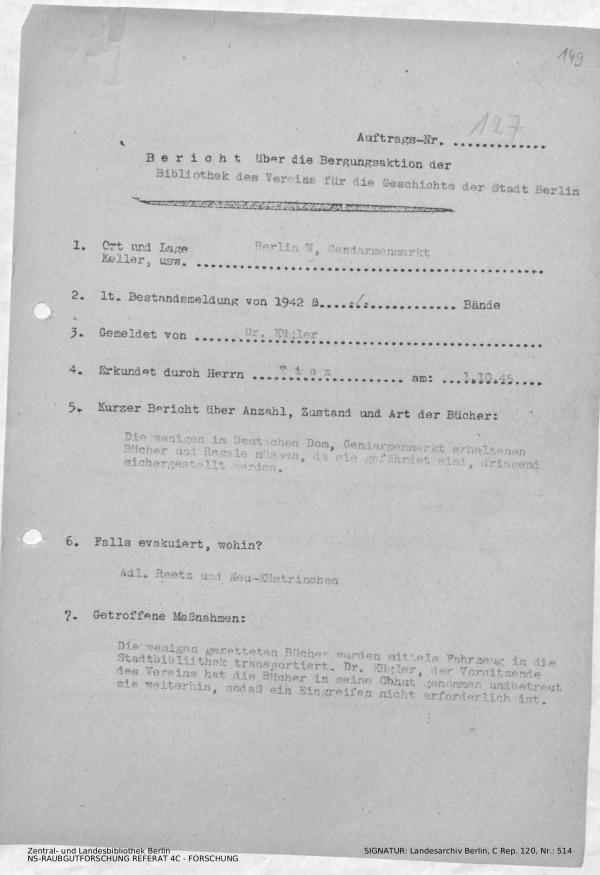 149
Auftrags-Nr. 127
B e r i c h t über die Bergungsaktion der
Bibliothek des Vereins für die Geschichte der Stadt Berlin
1. Ort und Lage Berlin W, Gendarmenmarkt
Keller, usw. ........................................
2. lt. Bestandsmeldung von 1942 ß....-/-............. Bände
3. Gemeldet von ...... Dr. Kügler ........................
4. Erkundet durch Herrn .... T i n z .......... am: ...1.10.45....
5. Kurzer Bericht über Anzahl, Zustand und Art der Bücher:
Die wenigen im Deutschen Dom, Gendarmenmarkt erhaltenen
Bücher und Regale müssen, da sie gefährdet sind, dringend
sichergestellt werden.
6. Falls evakuiert, wohin?
Adl. Reetz und Neu-Küstrinchen
7. Getroffene Maßnahmen:
Die wenigen geretteten Bücher wurden mittels Fahrzeug in die
Stadtbibliithek transportiert. Dr. Kügler, der Vorsitzende
des Vereins hat die Bücher in seine Obhut genommen undbetreut
sie weiterhin, sodaß ein Eingreifen nicht erforderlich ist.
Zentral- und Landesbibliothek Berlin
NS-RAUBGUTFORSCHUNG REFERAT 4C - FORSCHUNG
SIGNATUR: Landesarchiv Berlin, C Rep. 120, Nr.: 514